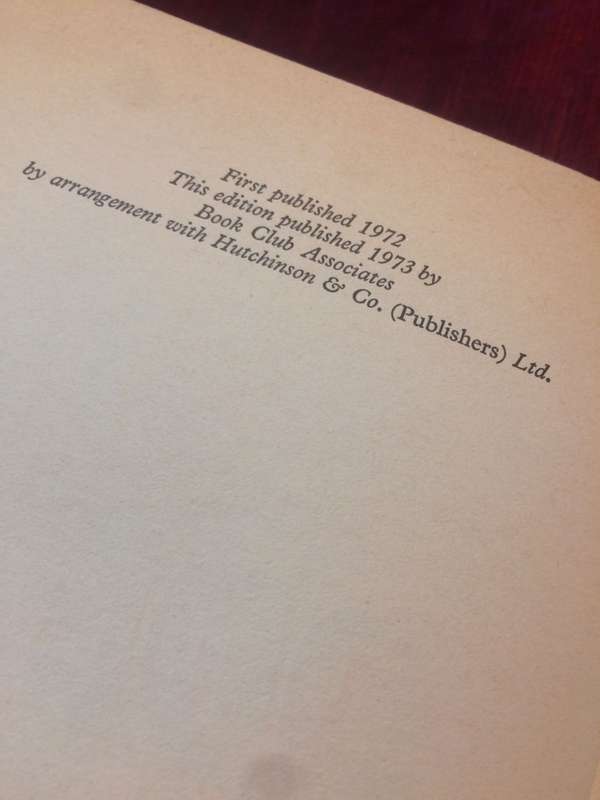 First published 1972
This edition published 1973 by
Book Club Associates
by arrangement with Hutchinson & Co. (Publishers) Ltd.